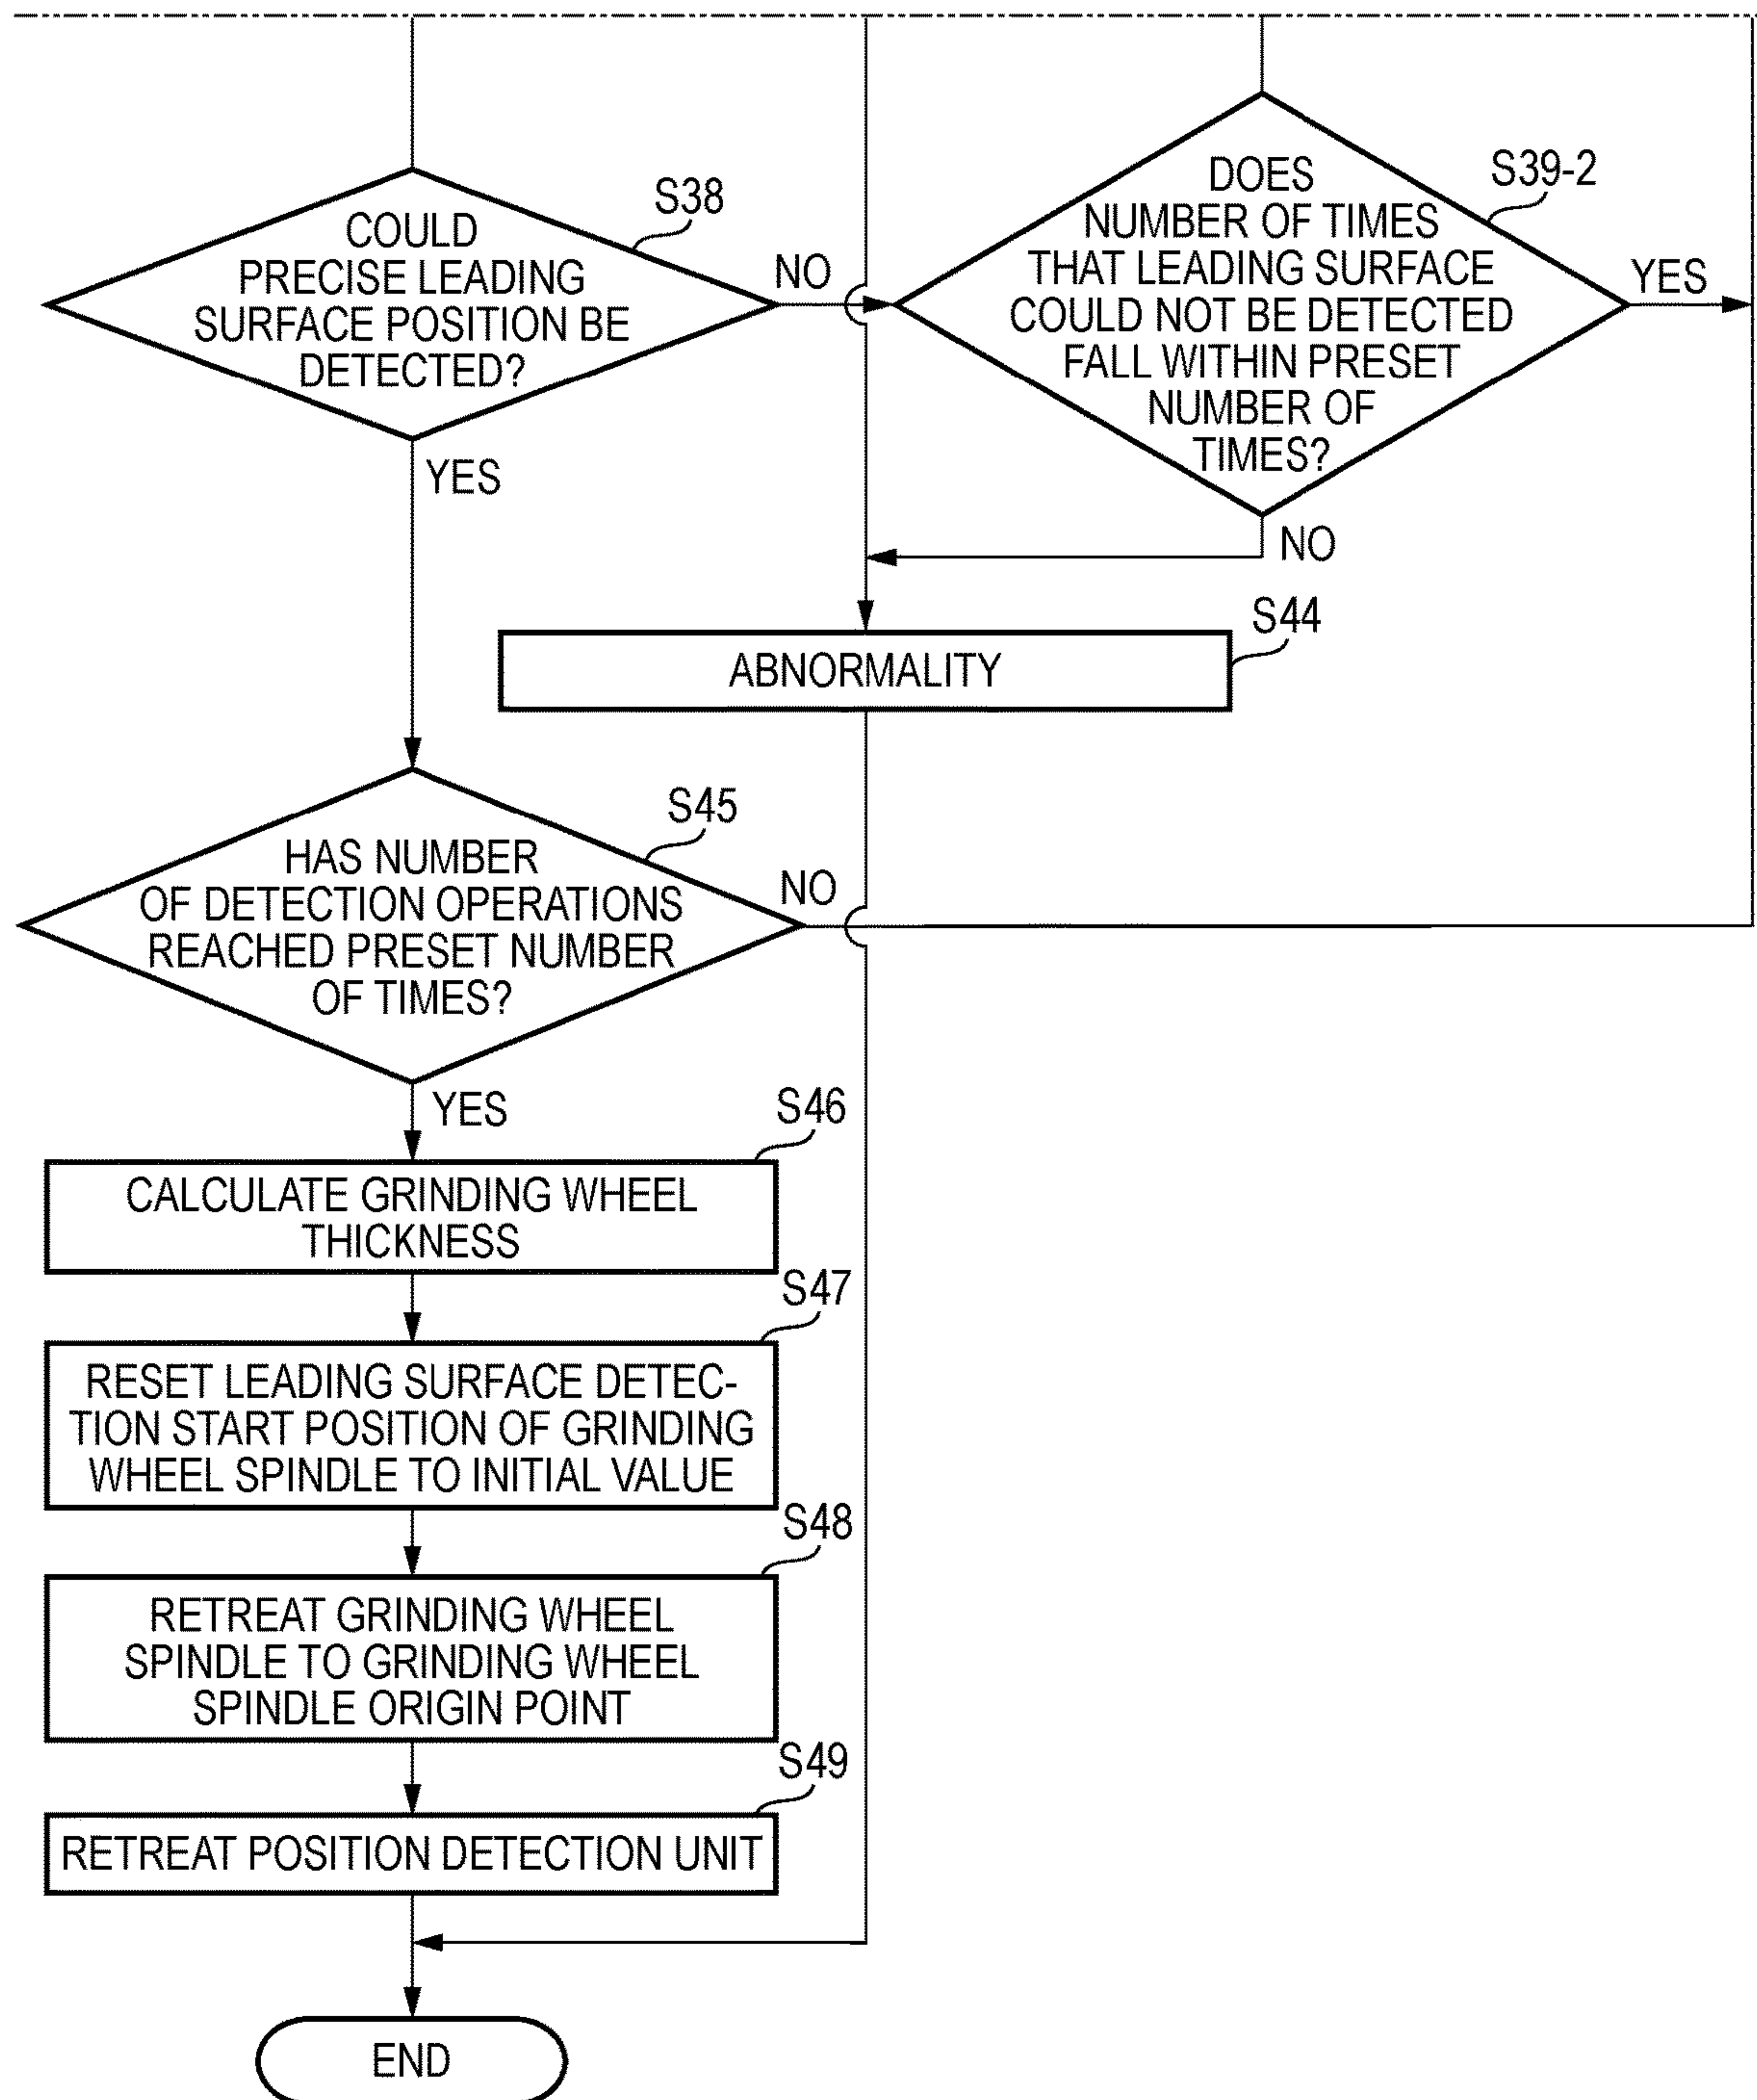 S38
COULD
PRECISE LEADING
SURFACE POSITION BE
DETECTED?
NO
YES
S39-2
DOES
NUMBER OF TIMES
THAT LEADING SURFACE
COULD NOT BE DETECTED
FALL WITHIN PRESET
NUMBER OF
TIMES?
YES
NO
S44
ABNORMALITY
S45
HAS NUMBER
OF DETECTION OPERATIONS
REACHED PRESET NUMBER
OF TIMES?
NO
YES
S46
CALCULATE GRINDING WHEEL
THICKNESS
S47
RESET LEADING SURFACE DETEC-
TION START POSITION OF GRINDING
WHEEL SPINDLE TO INITIAL VALUE
S48
RETREAT GRINDING WHEEL
SPINDLE TO GRINDING WHEEL
SPINDLE ORIGIN POINT
S49
RETREAT POSITION DETECTION UNIT
END